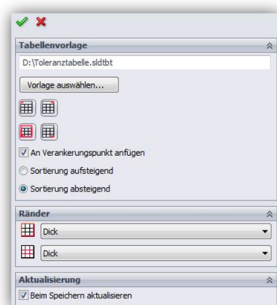 Tabellenvorlage
D:\Toleranztabelle.sldtbt
Vorlage auswählen...
An Verankerungspunkt anfügen
Sortierung aufsteigend
Sortierung absteigend
Ränder
Dick
Dick
Aktualisierung
Beim Speichern aktualisieren